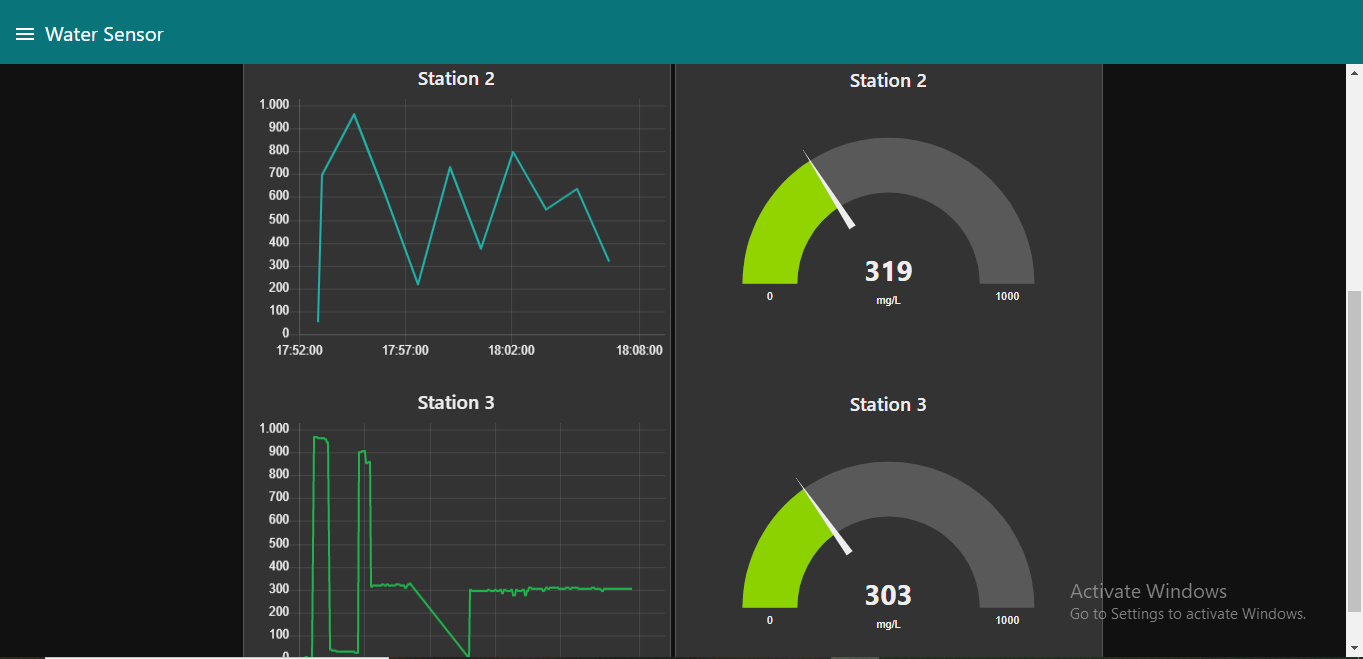 Water Sensor
Station 2
1.000
900
800
700
600
500
400
300
200
100
0
17:52:00 17:57:00 18:02:00 18:08:00
Station 2
319
0 mg/L 1000
Station 3
1.000
900
800
700
600
500
400
300
200
100
0
Station 3
303
0 mg/L 1000
Activate Windows
Go to Settings to activate Windows.